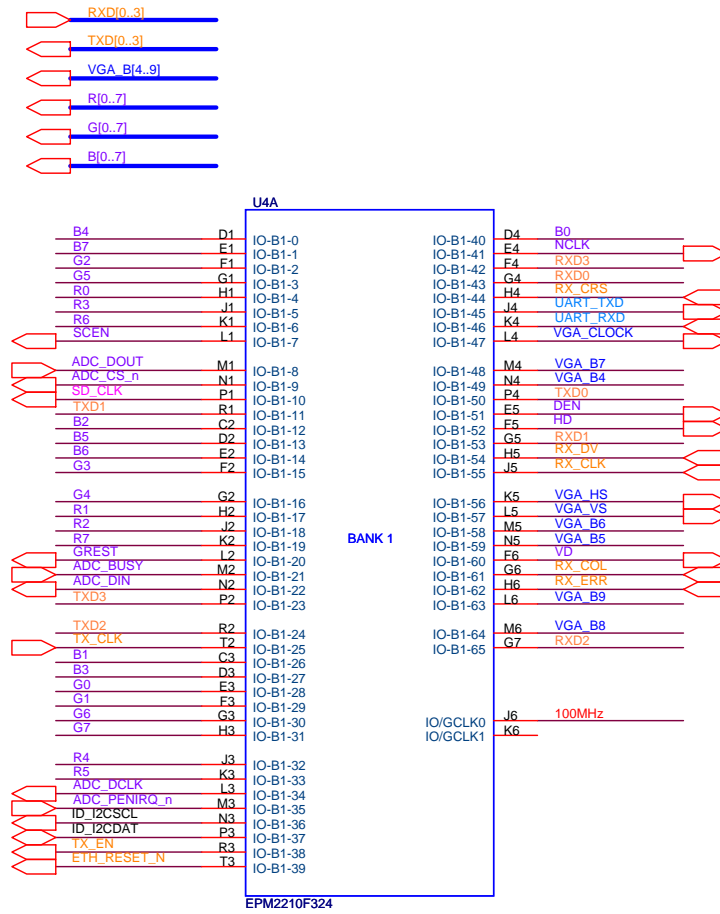 RXD[0..3]
TXD[0..3]
VGA_B[4..9]
R[0..7]
G[0..7]
B[0..7]
U4A
B4 D1 IO-B1-0 IO-B1-40 D4 B0
B7 E1 IO-B1-1 IO-B1-41 E4 NCLK
G2 F1 IO-B1-2 IO-B1-42 F4 RXD3
G5 G1 IO-B1-3 IO-B1-43 G4 RXD0
R0 H1 IO-B1-4 IO-B1-44 H4 RX_CRS
R3 J1 IO-B1-5 IO-B1-45 J4 UART_TXD
R6 K1 IO-B1-6 IO-B1-46 K4 UART_RXD
SCEN L1 IO-B1-7 IO-B1-47 L4 VGA_CLOCK
ADC_DOUT M1 IO-B1-8 IO-B1-48 M4 VGA_B7
ADC_CS_n N1 IO-B1-9 IO-B1-49 N4 VGA_B4
SD_CLK P1 IO-B1-10 IO-B1-50 P4 TXD0
TXD1 R1 IO-B1-11 IO-B1-51 E5 DEN
B2 C2 IO-B1-12 IO-B1-52 F5 HD
B5 D2 IO-B1-13 IO-B1-53 G5 RXD1
B6 E2 IO-B1-14 IO-B1-54 H5 RX_DV
G3 F2 IO-B1-15 IO-B1-55 J5 RX_CLK
G4 G2 IO-B1-16 IO-B1-56 K5 VGA_HS
R1 H2 IO-B1-17 IO-B1-57 L5 VGA_VS
R2 J2 IO-B1-18 IO-B1-58 M5 VGA_B6
R7 K2 IO-B1-19 BANK 1 IO-B1-59 N5 VGA_B5
GREST L2 IO-B1-20 IO-B1-60 F6 VD
ADC_BUSY M2 IO-B1-21 IO-B1-61 G6 RX_COL
ADC_DIN N2 IO-B1-22 IO-B1-62 H6 RX_ERR
TXD3 P2 IO-B1-23 IO-B1-63 L6 VGA_B9
TXD2 R2 IO-B1-24 IO-B1-64 M6 VGA_B8
TX_CLK T2 IO-B1-25 IO-B1-65 G7 RXD2
B1 C3 IO-B1-26
B3 D3 IO-B1-27
G0 E3 IO-B1-28
G1 F3 IO-B1-29
G6 G3 IO-B1-30 IO/GCLK0 J6 100MHz
G7 H3 IO-B1-31 IO/GCLK1 K6
R4 J3 IO-B1-32
R5 K3 IO-B1-33
ADC_DCLK L3 IO-B1-34
ADC_PENIRQ_n M3 IO-B1-35
ID_I2CSCL N3 IO-B1-36
ID_I2CDAT P3 IO-B1-37
TX_EN R3 IO-B1-38
ETH_RESET_N T3 IO-B1-39
EPM2210F324